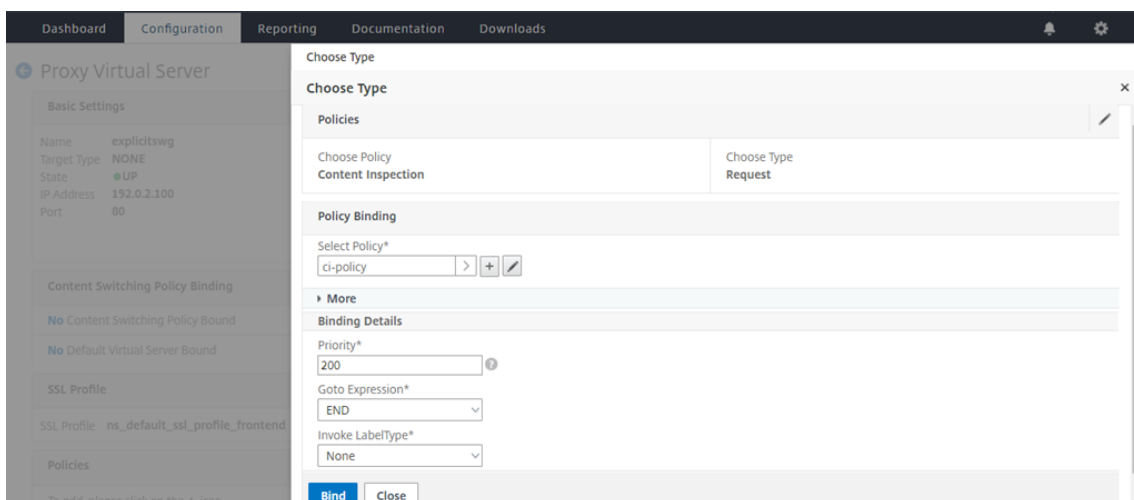 Dashboard Configuration Reporting Documentation Downloads
Proxy Virtual Server
Basic Settings
Name explicitswg
Target Type NONE
State UP
IP Address 192.0.2.100
Port 80
Content Switching Policy Binding
No Content Switching Policy Bound
No Default Virtual Server Bound
SSL Profile
SSL Profile ns_default_ssl_profile_frontend
Policies
Choose Type
Choose Type
Policies
Choose Policy Choose Type
Content Inspection Request
Policy Binding
Select Policy*
ci-policy
More
Binding Details
Priority*
200
Goto Expression*
END
Invoke LabelType*
None
Bind Close